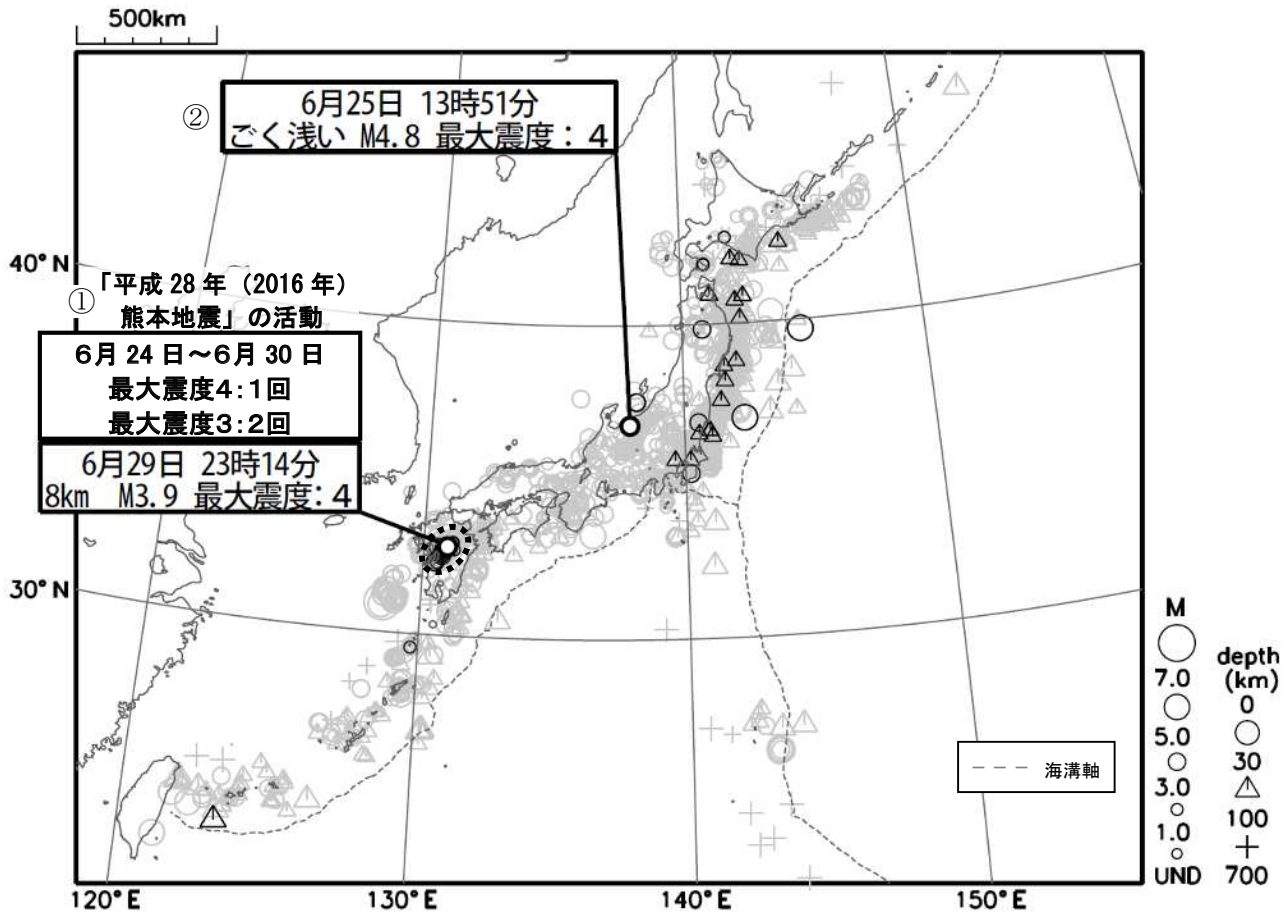 500km
②
6月25日 13時51分
ごく浅い M4.8 最大震度：4
40°N
①
「平成 28 年（2016 年）
熊本地震」の活動
6月 24 日～6月 30 日
最大震度4：1回
最大震度3：2回
6月29日 23時14分
8km M3.9 最大震度：4
30°N
M
7.0
5.0
3.0
1.0
UND
depth
(km)
0
30
100
700
海溝軸
120°E
130°E
140°E
150°E